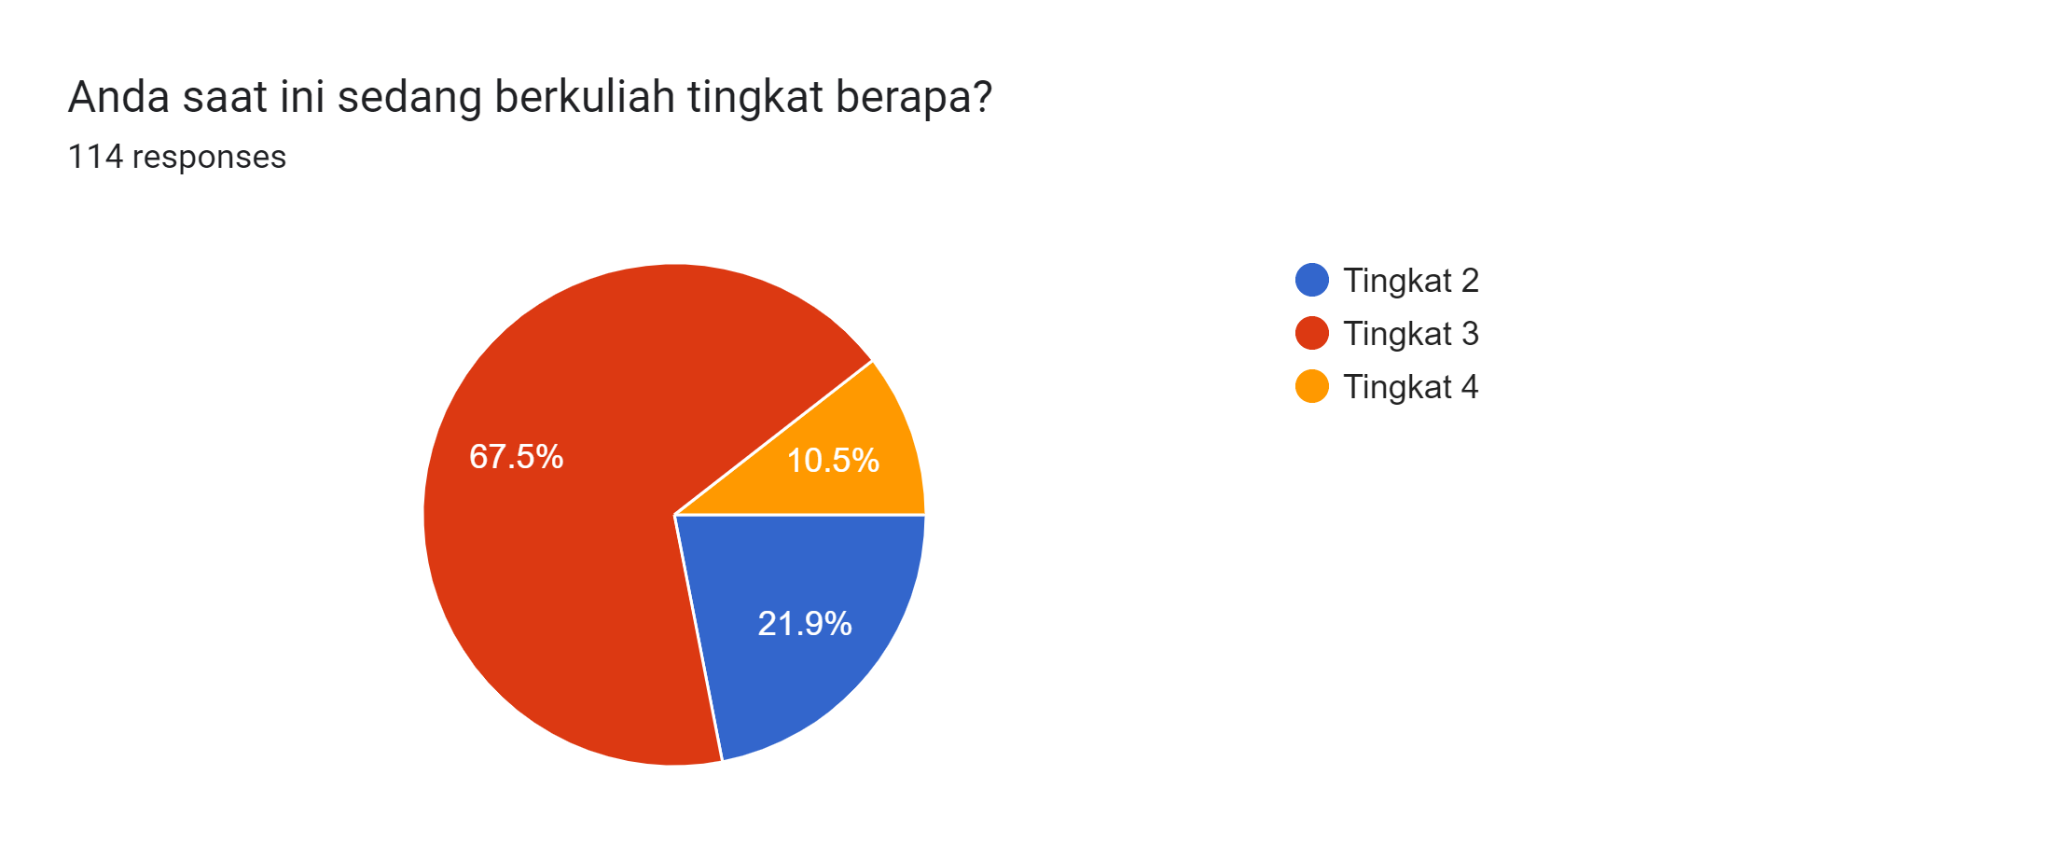 Anda saat ini sedang berkuliah tingkat berapa?
114 responses
Tingkat 2
Tingkat 3
Tingkat 4
67.5%
10.5%
21.9%